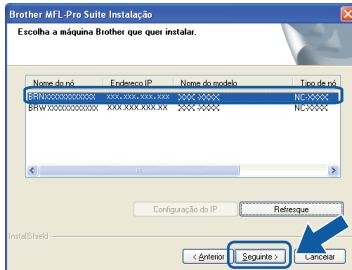 Brother MFL-Pro Suite Instalação
Escolha a máquina Brother que quer instalar.
Nome do nó Endereço IP Nome do modelo Tipo de nó
BRNXXXXXXXXXXXX XXX.XXX.XXX.XXX XXX-XXXX NC-XXXX
BRWXXXXXXXXXXXX XXX.XXX.XXX.XX XXX-XXXX NC-XXXX
Configuração do IP Refresque
InstallShield
< Anterior Seguinte > Cancelar